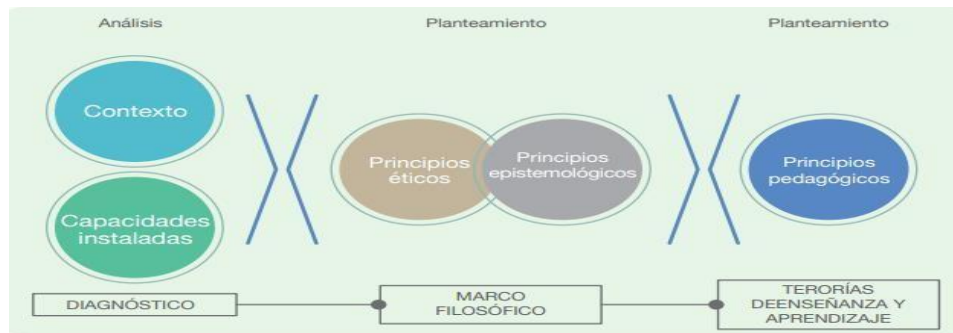 Análisis
Planteamiento
Planteamiento
Contexto
Capacidades
instaladas
Principios
éticos
Principios
epistemológicos
Principios
pedagógicos
DIAGNÓSTICO
MARCO
FILOSÓFICO
TERORÍAS
DEENSEÑANZA Y
APRENDIZAJE